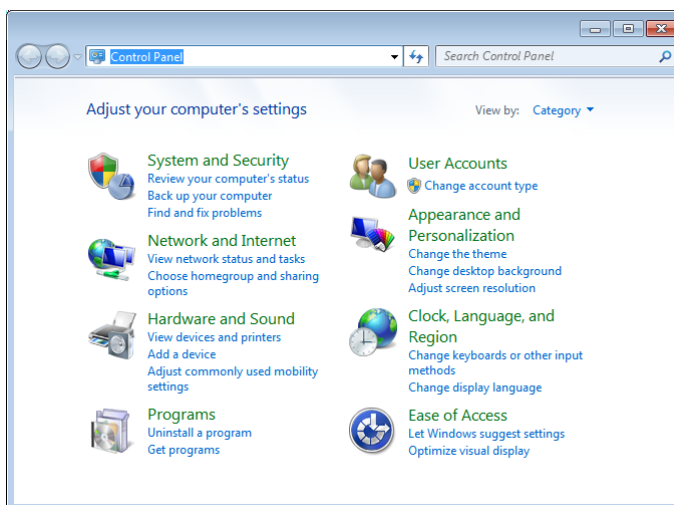 Control Panel
Search Control Panel
Adjust your computer's settings
View by: Category
System and Security
Review your computer's status
Back up your computer
Find and fix problems
Network and Internet
View network status and tasks
Choose homegroup and sharing
options
Hardware and Sound
View devices and printers
Add a device
Adjust commonly used mobility
settings
Programs
Uninstall a program
Get programs
User Accounts
Change account type
Appearance and
Personalization
Change the theme
Change desktop background
Adjust screen resolution
Clock, Language, and
Region
Change keyboards or other input
methods
Change display language
Ease of Access
Let Windows suggest settings
Optimize visual display